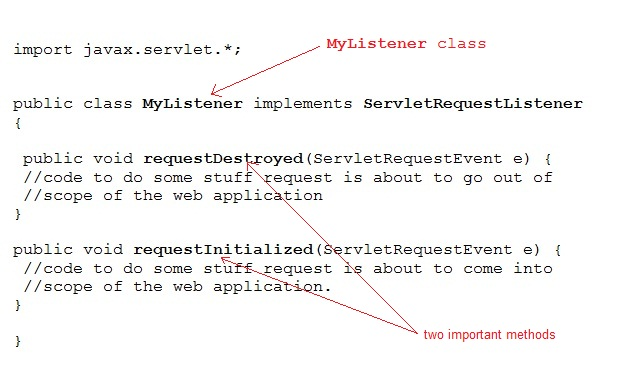 MyListener class
import javax.servlet.*;
public class MyListener implements ServletRequestListener
{
public void requestDestroyed(ServletRequestEvent e) {
//code to do some stuff request is about to go out of
//scope of the web application
}
public void requestInitialized(ServletRequestEvent e) {
//code to do some stuff request is about to come into
//scope of the web application.
}
two important methods
}